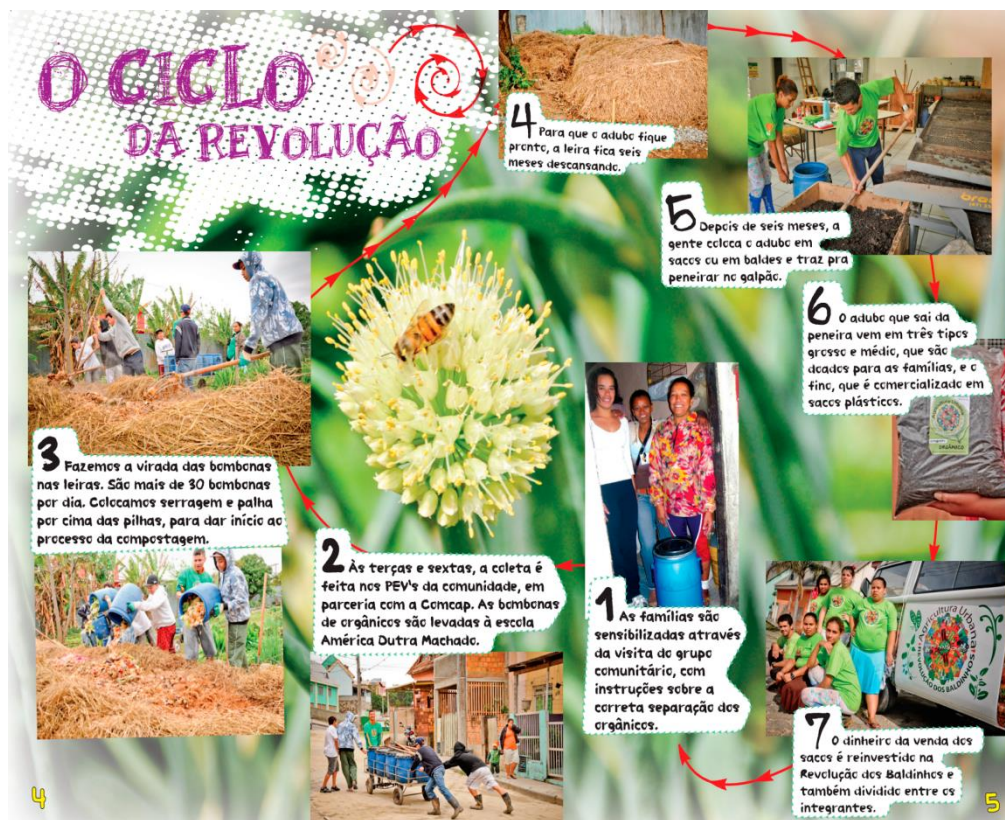 O CICLO
DA REVOLUÇÃO
4 Para que o adubo fique
pronto, a leira fica seis
meses descansando.
5 Depois de seis meses, a
gente coloca o adubo em
sacos ou em baldes e traz pra
peneirar no galpão.
6 O adubo que sai da
peneira vem em três tipos
grosso e médio, que são
doados para as famílias, e o
fino, que é comercializado em
sacos plásticos.
3 Fazemos a virada das bombonas
nas leiras. São mais de 30 bombonas
por dia. Colocamos serragem e palha
por cima das pilhas, para dar início ao
processo da compostagem.
2 Às terças e sextas, a coleta é
feita nos PEV's da comunidade, em
parceria com a Comcap. As bombonas
de orgânicos são levadas à escola
América Dutra Machado.
1 As famílias são
sensibilizadas através
da visita do grupo
comunitário, com
instruções sobre a
correta separação dos
orgânicos.
Agricultura Urbana
REVOLUÇÃO DOS BALDINHOS
7 O dinheiro da venda dos
sacos é reinvestido na
Revolução dos Baldinhos e
também dividido entre os
integrantes.
4
5